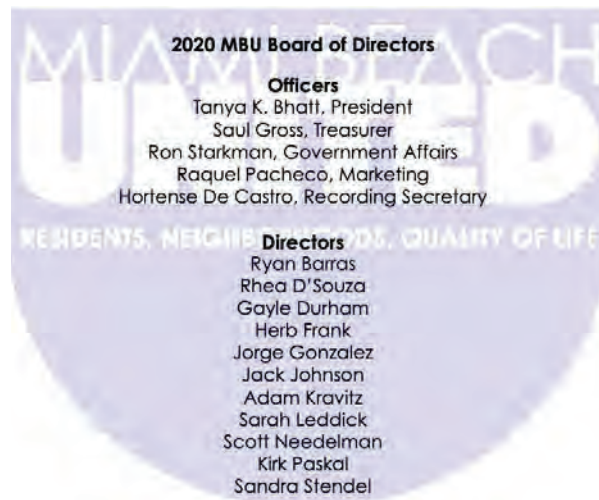 MIAMI BEACH
UNITED
RESIDENTS, NEIGHBORHOODS, QUALITY OF LIFE
2020 MBU Board of Directors
Officers
Tanya K. Bhatt, President
Saul Gross, Treasurer
Ron Starkman, Government Affairs
Raquel Pacheco, Marketing
Hortense De Castro, Recording Secretary
Directors
Ryan Barras
Rhea D'Souza
Gayle Durham
Herb Frank
Jorge Gonzalez
Jack Johnson
Adam Kravitz
Sarah Leddick
Scott Needelman
Kirk Paskal
Sandra Stendel